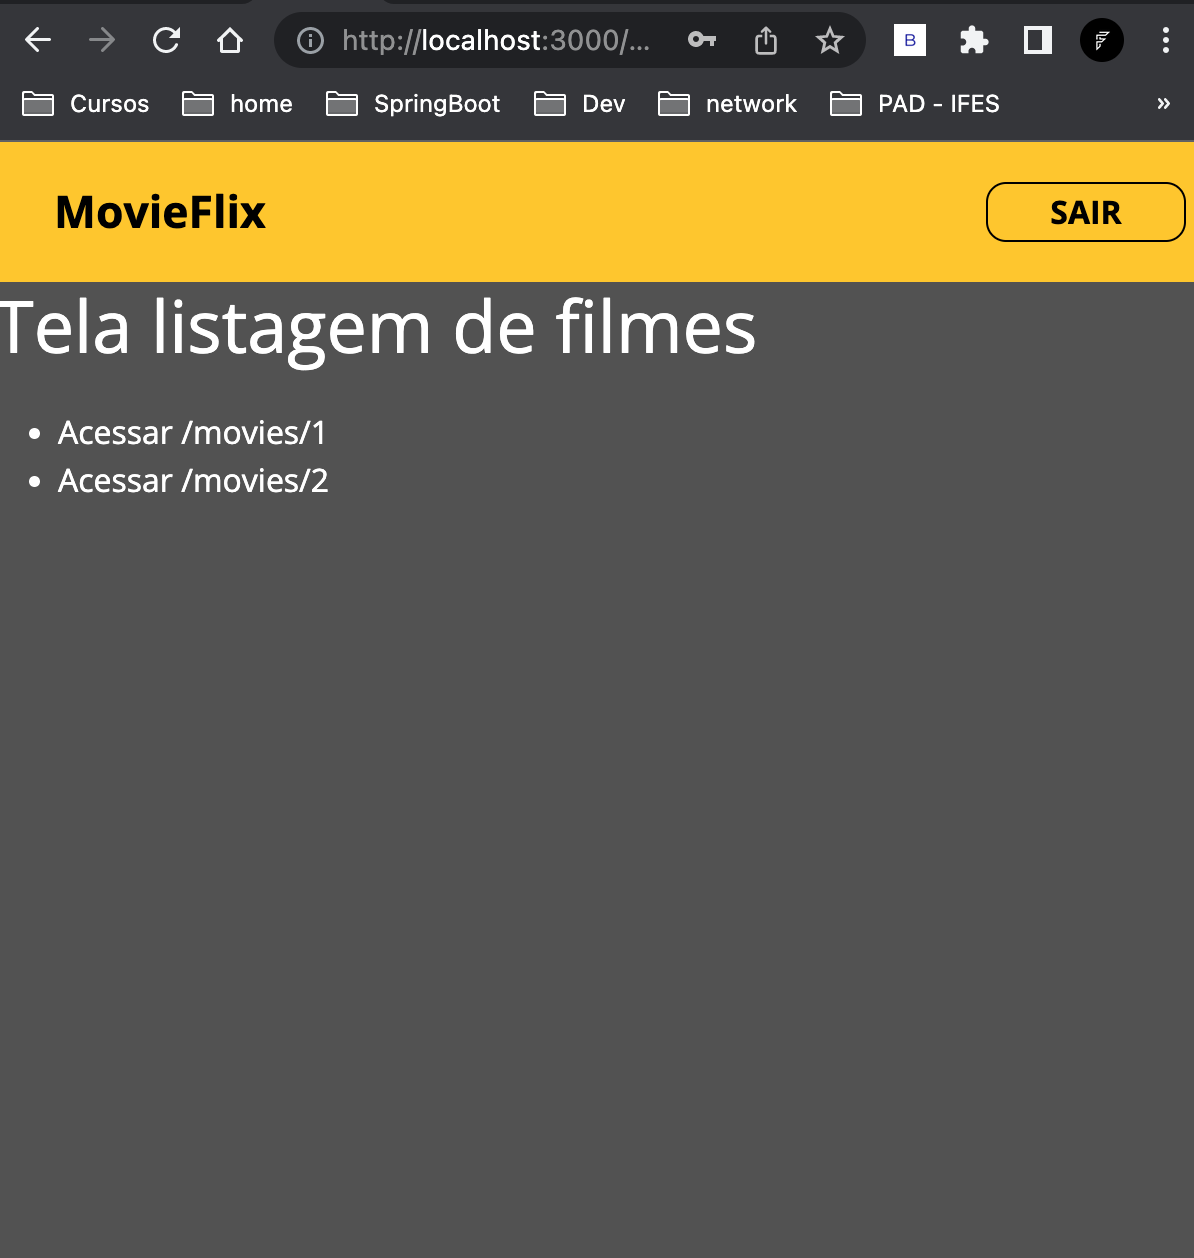 http://localhost:3000/...
B
Cursos home SpringBoot Dev network PAD - IFES »
MovieFlix SAIR
Tela listagem de filmes
• Acessar /movies/1
• Acessar /movies/2